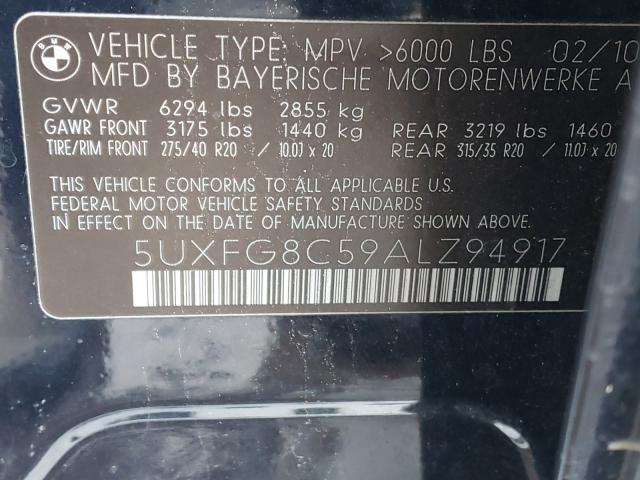 BMW
VEHICLE TYPE: MPV >6000 LBS 02/10
MFD BY BAYERISCHE MOTORENWERKE A
GVWR 6294 lbs 2855 kg
GAWR FRONT 3175 lbs 1440 kg REAR 3219 lbs 1460
TIRE/RIM FRONT 275/40 R20 / 10.0J x 20 REAR 315/35 R20 / 11.0J x 20
THIS VEHICLE CONFORMS TO ALL APPLICABLE U.S.
FEDERAL MOTOR VEHICLE SAFETY STANDARDS
IN EFFECT ON THE DATE OF MANUFACTURE SHOWN ABOVE.
5UXFG8C59ALZ94917